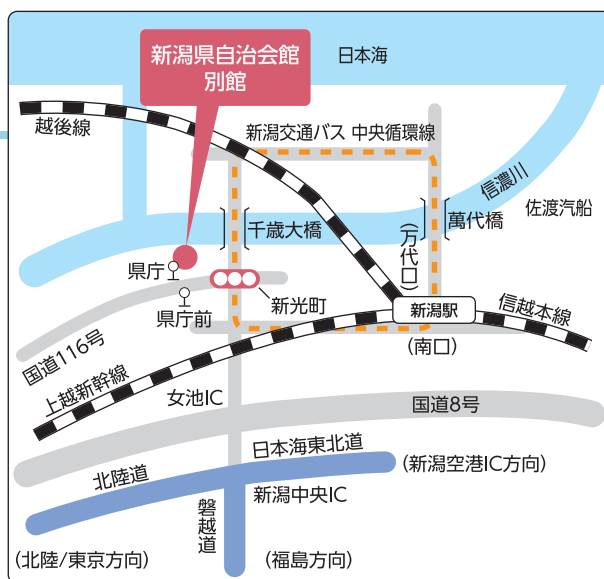 新潟県自治会館
別館
日本海
越後線
新潟交通バス 中央循環線
信濃川
佐渡汽船
千歳大橋
萬代橋
(万代口)
県庁
県庁前
新光町
新潟駅
信越本線
(南口)
国道116号
上越新幹線
女池IC
国道8号
日本海東北道
(新潟空港IC方向)
北陸道
新潟中央IC
磐越道
(北陸/東京方向)
(福島方向)